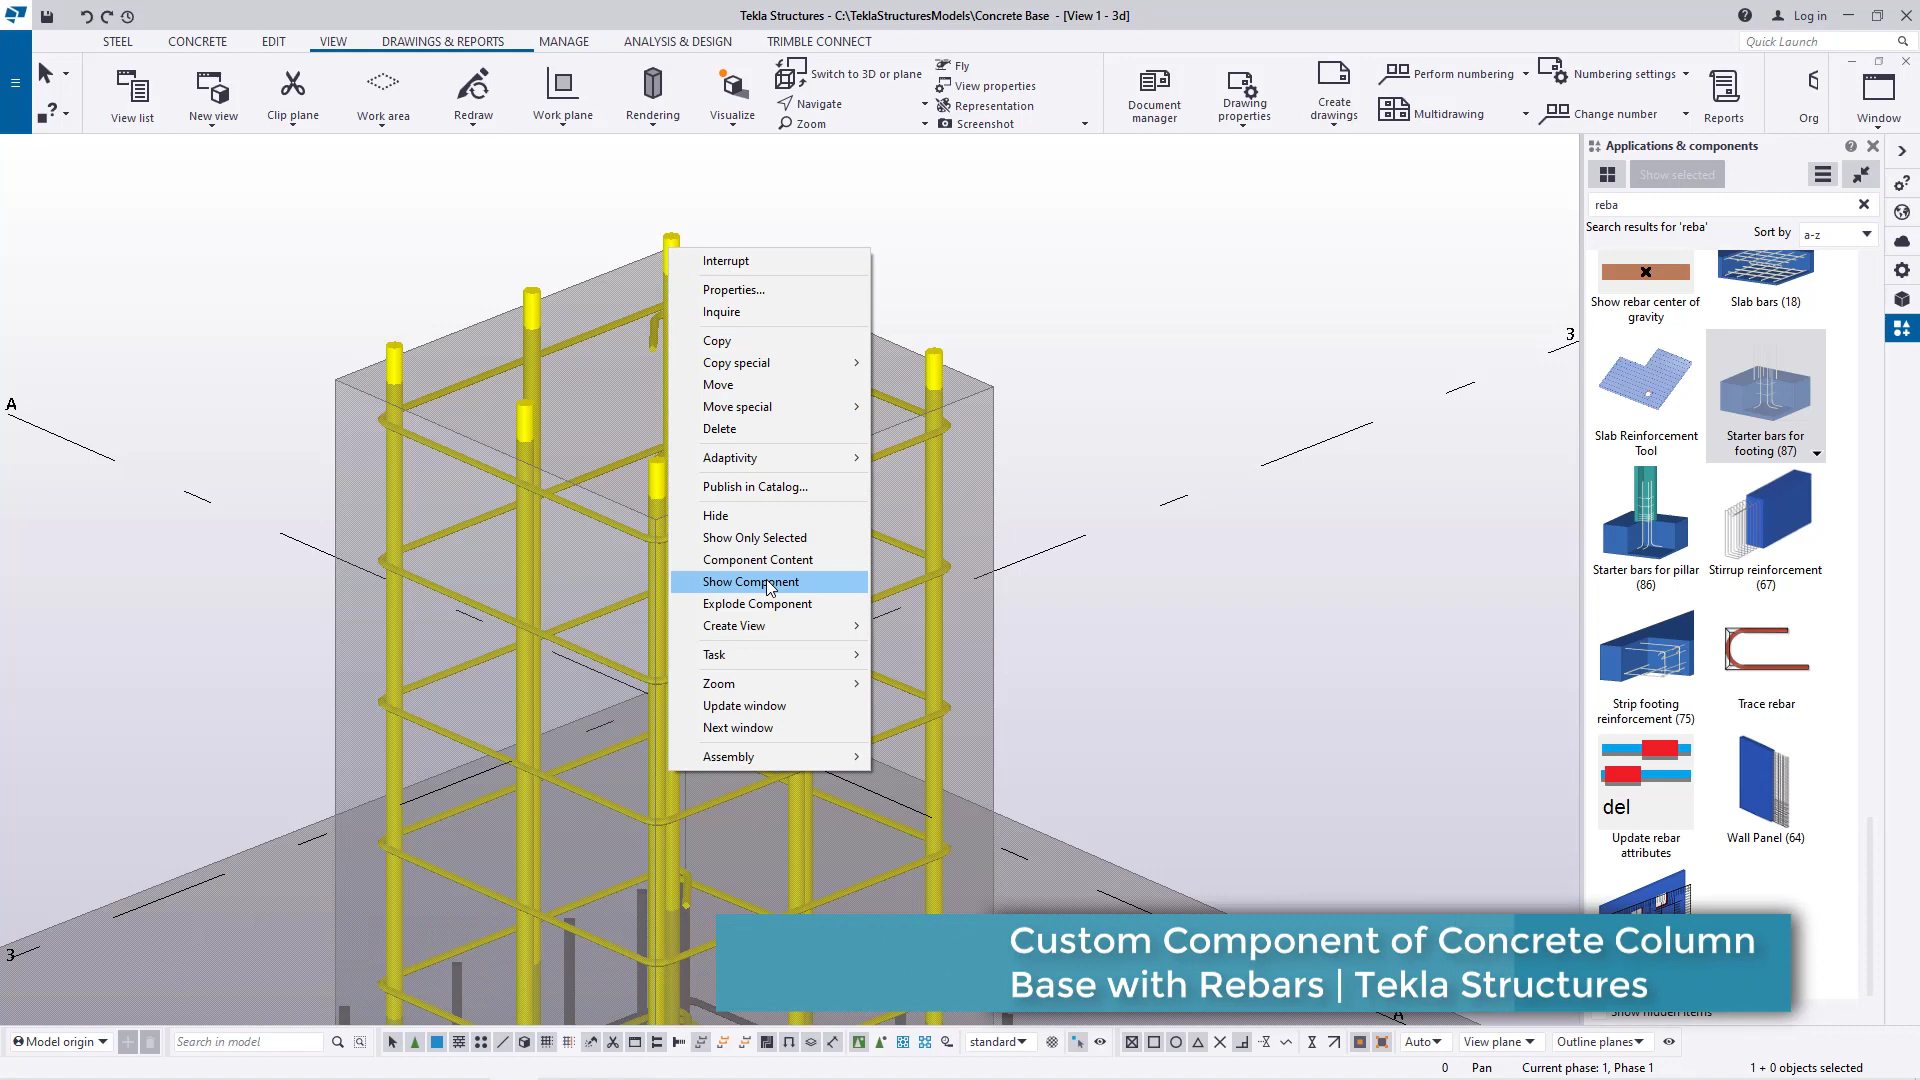 Tekla Structures - C:\TeklaStructuresModels\Concrete Base - [View 1 - 3d]
Log in
STEEL CONCRETE EDIT VIEW DRAWINGS & REPORTS MANAGE ANALYSIS & DESIGN TRIMBLE CONNECT
Quick Launch
View list
New view
Clip plane
Work area
Redraw
Work plane
Rendering
Visualize
Switch to 3D or plane
Navigate
Zoom
Fly
View properties
Representation
Screenshot
Document
manager
Drawing
properties
Create
drawings
Perform numbering
Multidrawing
Numbering settings
Change number
Reports
Org
Window
Applications & components
Show selected
reba
Search results for 'reba'
Sort by
a-z
Show rebar center of
gravity
Slab bars (18)
Slab Reinforcement
Tool
Starter bars for
footing (87)
Starter bars for pillar
(86)
Stirrup reinforcement
(67)
Strip footing
reinforcement (75)
Trace rebar
del
Update rebar
attributes
Wall Panel (64)
Show hidden items
A
3
3
A
Interrupt
Properties...
Inquire
Copy
Copy special
Move
Move special
Delete
Adaptivity
Publish in Catalog...
Hide
Show Only Selected
Component Content
Show Component
Explode Component
Create View
Task
Zoom
Update window
Next window
Assembly
Custom Component of Concrete Column
Base with Rebars | Tekla Structures
Model origin
Search in model
standard
Auto
View plane
Outline planes
0
Pan
Current phase: 1, Phase 1
1 + 0 objects selected